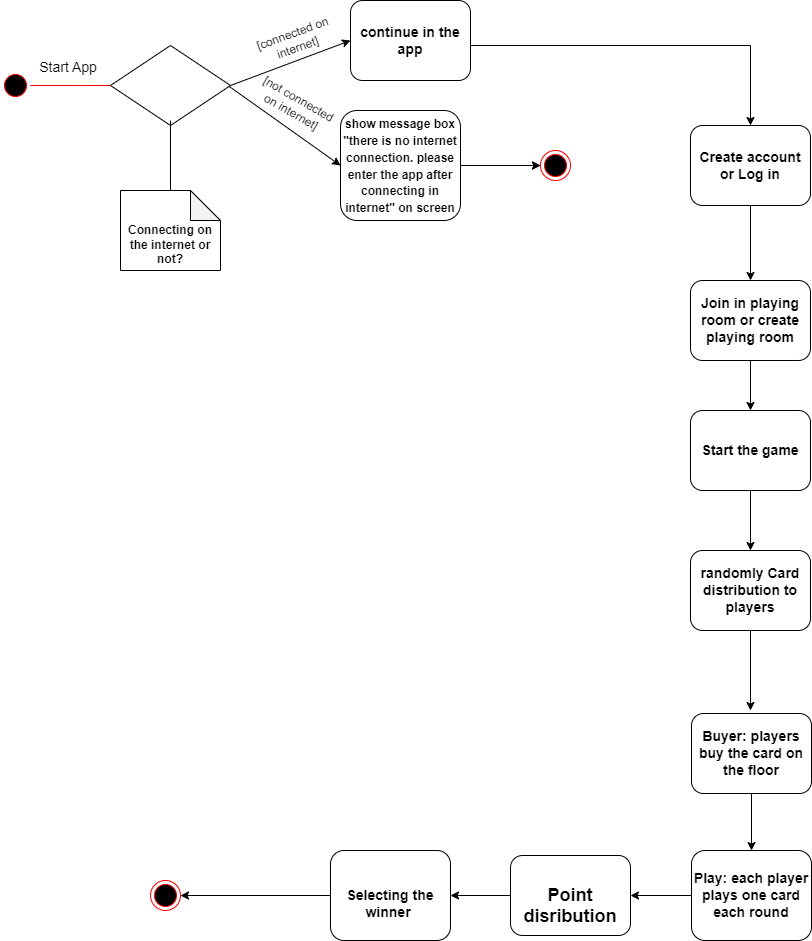 Start App
[connected on
internet]
continue in the
app
[not connected
on internet]
show message box
"there is no internet
connection. please
enter the app after
connecting in
internet" on screen
Connecting on
the internet or
not?
Create account
or Log in
Join in playing
room or create
playing room
Start the game
randomly Card
distribution to
players
Buyer: players
buy the card on
the floor
Play: each player
plays one card
each round
Point
disribution
Selecting the
winner